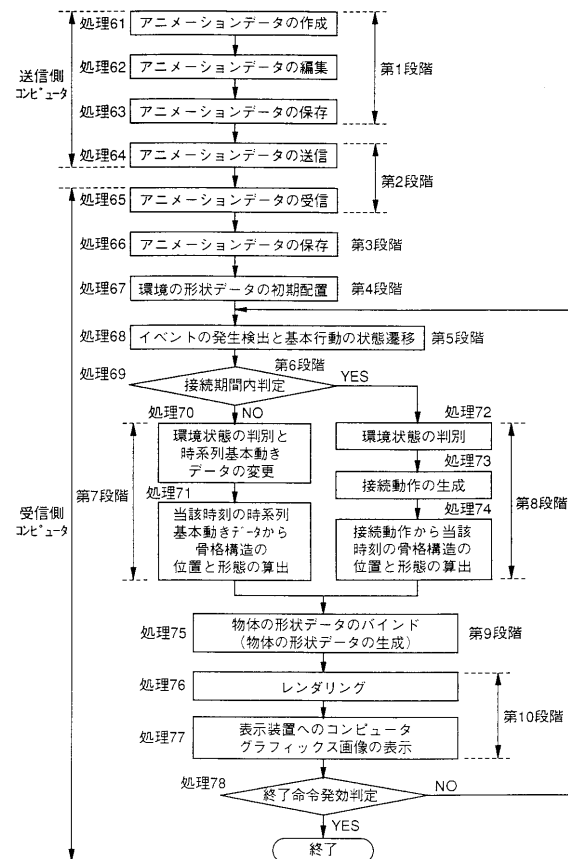 処理61
アニメーションデータの作成
処理62
アニメーションデータの編集
第1段階
送信側
コンピュータ
処理63
アニメーションデータの保存
処理64
アニメーションデータの送信
第2段階
処理65
アニメーションデータの受信
処理66
アニメーションデータの保存
第3段階
処理67
環境の形状データの初期配置
第4段階
処理68
イベントの発生検出と基本行動の状態遷移
第5段階
処理69
第6段階
接続期間内判定
YES
NO
処理70
環境状態の判別と
時系列基本動き
データの変更
処理72
環境状態の判別
処理73
接続動作の生成
第7段階
処理71
当該時刻の時系列
基本動きデータから
骨格構造の
位置と形態の算出
処理74
接続動作から当該
時刻の骨格構造の
位置と形態の算出
第8段階
受信側
コンピュータ
処理75
物体の形状データのバインド
(物体の形状データの生成)
第9段階
処理76
レンダリング
第10段階
処理77
表示装置へのコンピュータ
グラフィックス画像の表示
処理78
終了命令発効判定
NO
YES
終了